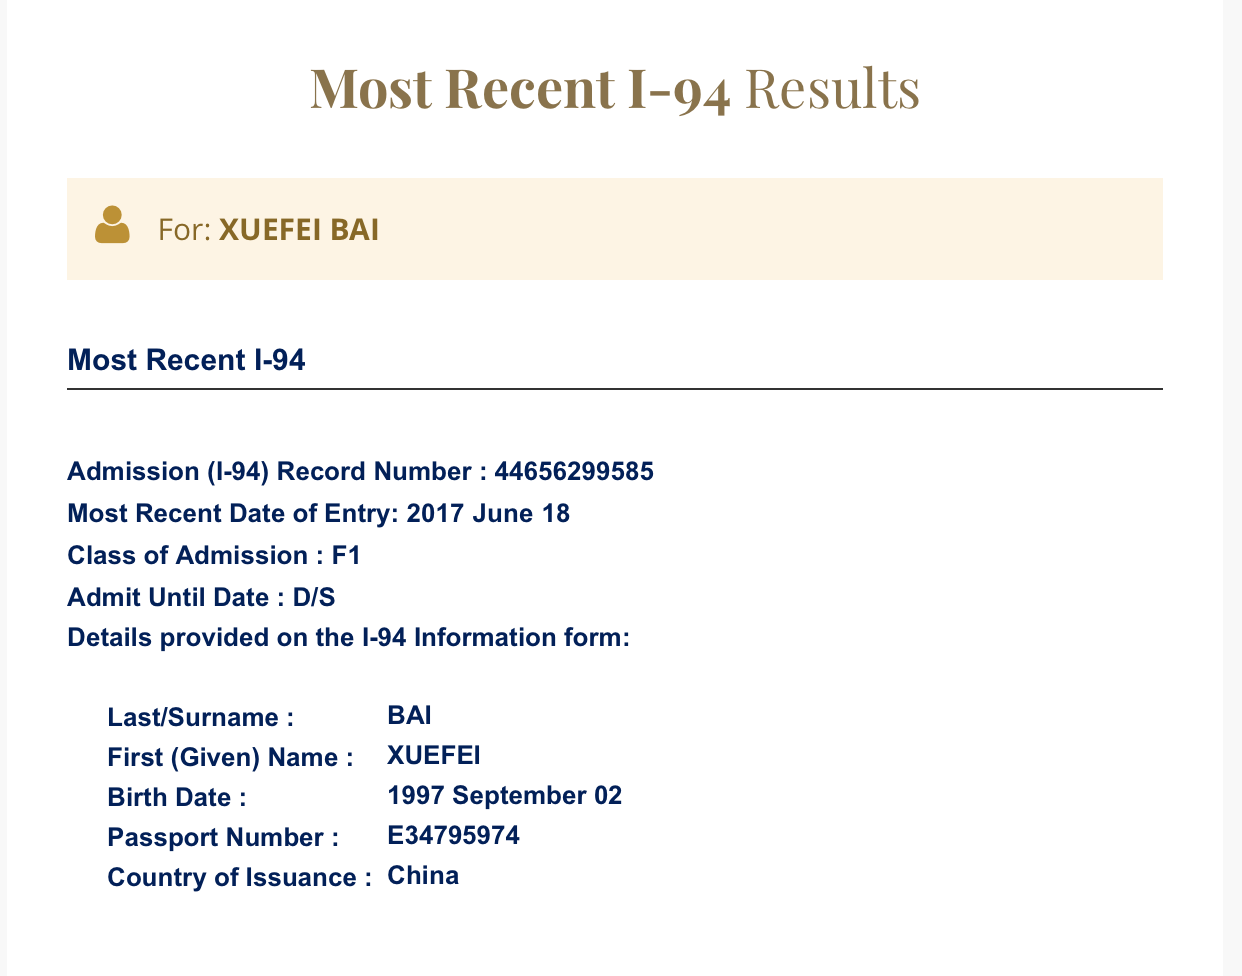 Most Recent I-94 Results
For: XUEFEI BAI
Most Recent I-94
Admission (I-94) Record Number : 44656299585
Most Recent Date of Entry: 2017 June 18
Class of Admission : F1
Admit Until Date : D/S
Details provided on the I-94 Information form:
Last/Surname : BAI
First (Given) Name : XUEFEI
Birth Date : 1997 September 02
Passport Number : E34795974
Country of Issuance : China